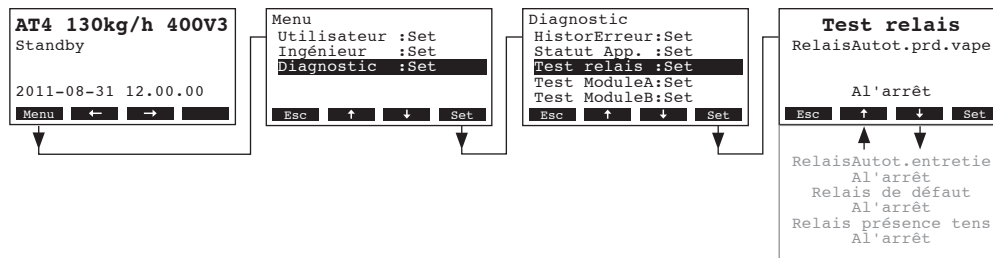 AT4 130kg/h 400V3
Standby
2011-08-31 12.00.00
Menu ← →
Menu
Utilisateur :Set
Ingénieur :Set
Diagnostic :Set
Esc ↑ ↓ Set
Diagnostic
HistorErreur:Set
Statut App. :Set
Test relais :Set
Test ModuleA:Set
Test ModuleB:Set
Esc ↑ ↓ Set
Test relais
RelaisAutot.prd.vape
Al'arrêt
Esc ↑ ↓ Set
RelaisAutot.entretie
Al'arrêt
Relais de défaut
Al'arrêt
Relais présence tens
Al'arrêt